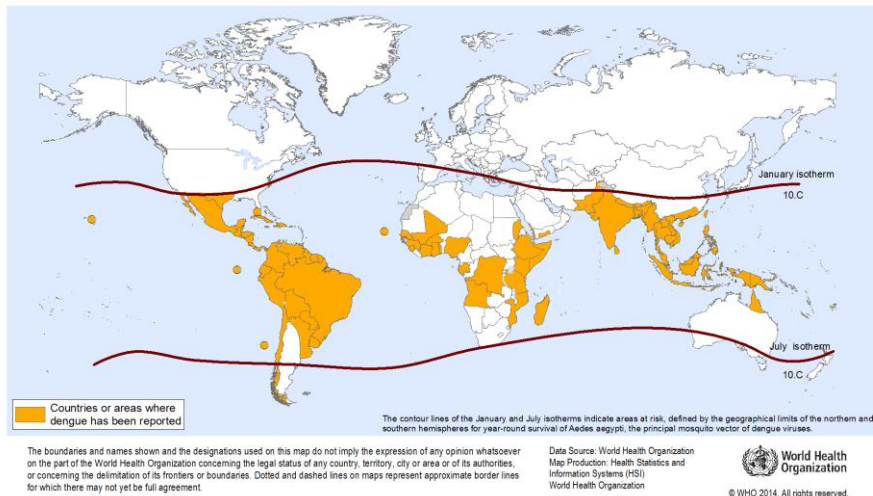 January isotherm
10.C
July isotherm
10.C
Countries or areas where
dengue has been reported
The contour lines of the January and July isotherms indicate areas at risk, defined by the geographical limits of the northern and
southern hemispheres for year-round survival of Aedes aegypti, the principal mosquito vector of dengue viruses.
The boundaries and names shown and the designations used on this map do not imply the expression of any opinion whatsoever
on the part of the World Health Organization concerning the legal status of any country, territory, city or area or of its authorities,
or concerning the delimitation of its frontiers or boundaries. Dotted and dashed lines on maps represent approximate border lines
for which there may not yet be full agreement.
Data Source: World Health Organization
Map Production: Health Statistics and
Information Systems (HSI)
World Health Organization
World Health
Organization
© WHO 2014. All rights reserved.